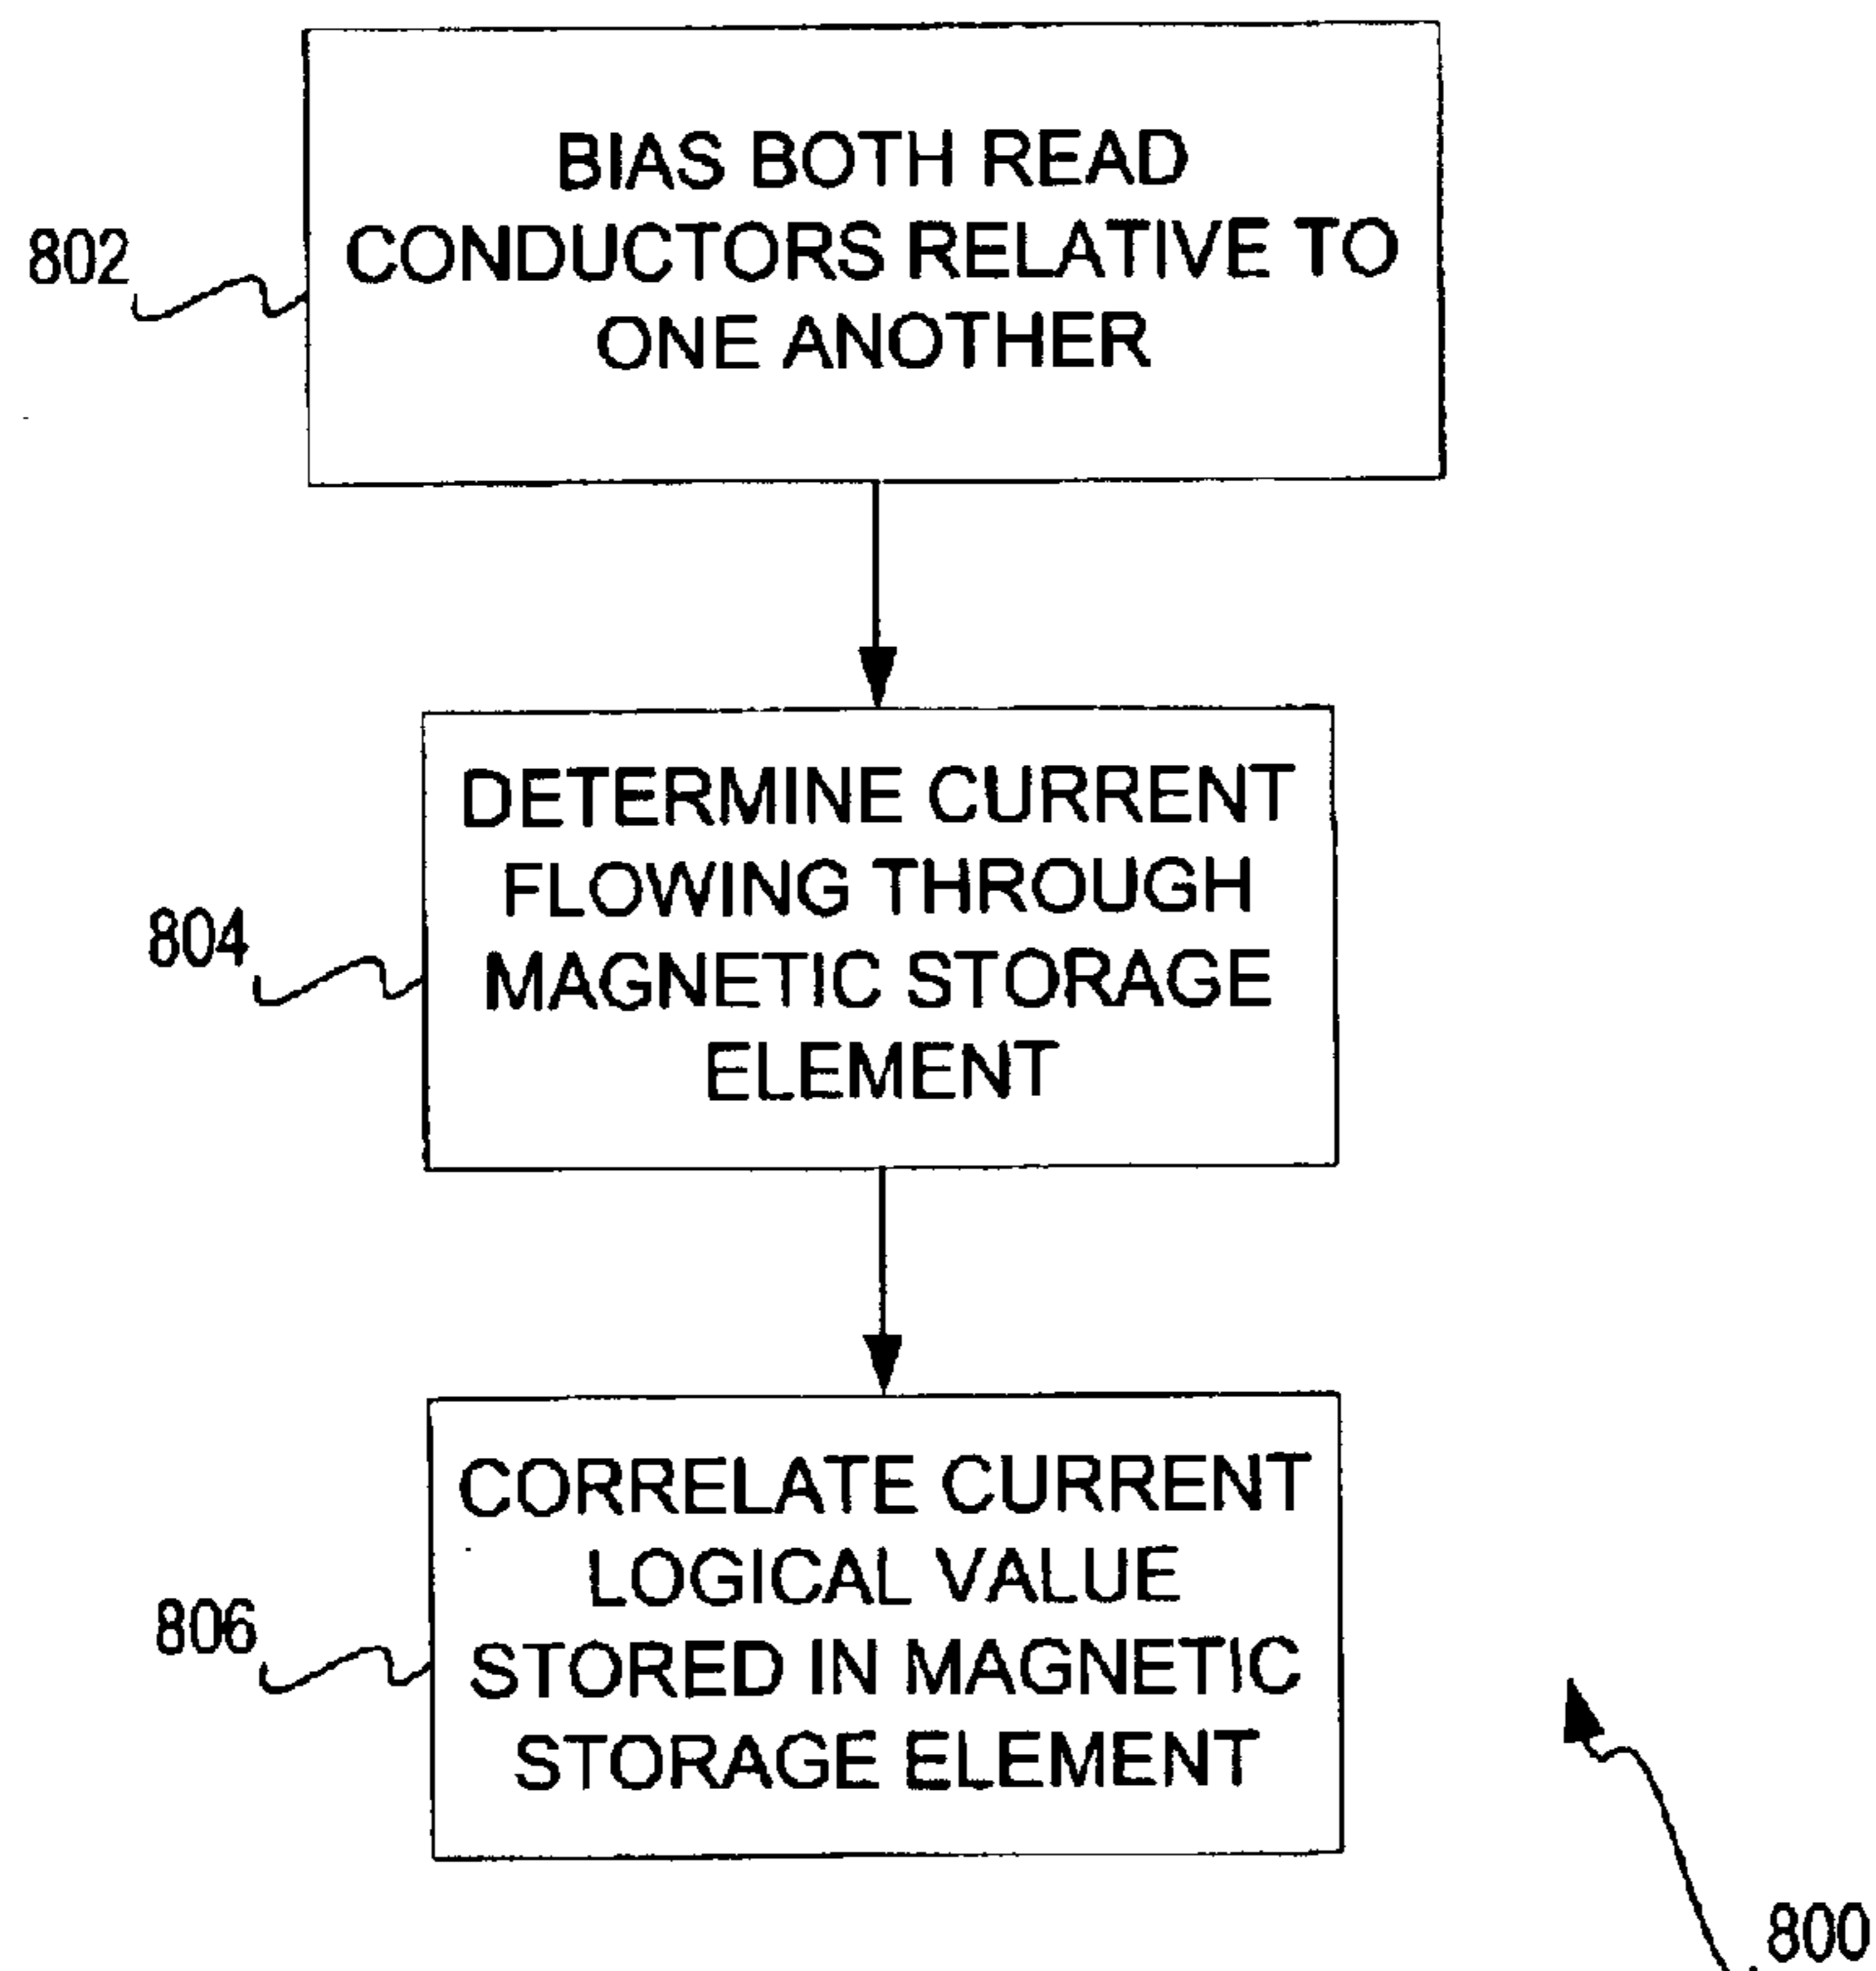 BIAS BOTH READ
CONDUCTORS RELATIVE TO
ONE ANOTHER
802
DETERMINE CURRENT
FLOWING THROUGH
MAGNETIC STORAGE
ELEMENT
804
CORRELATE CURRENT
LOGICAL VALUE
STORED IN MAGNETIC
STORAGE ELEMENT
806
800